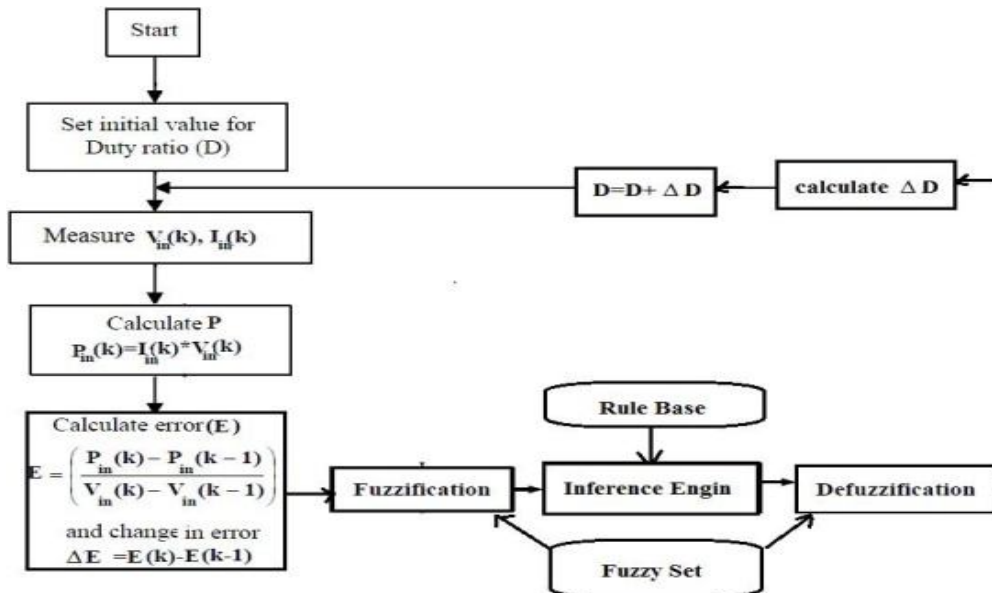 Start
Set initial value for
Duty ratio (D)
Measure V_in(k), I_in(k)
Calculate P
P_in(k)=I_in(k)*V_in(k)
Calculate error(E)
E = ( P_in(k) − P_in(k − 1) / V_in(k) − V_in(k − 1) )
and change in error
ΔE =E(k)-E(k-1)
Fuzzification
Rule Base
Inference Engin
Fuzzy Set
Defuzzification
calculate Δ D
D=D+ Δ D